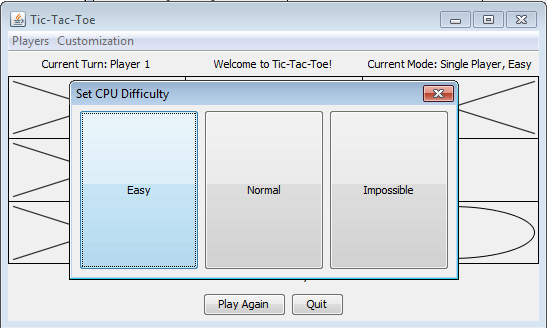 Tic-Tac-Toe
Players Customization
Current Turn: Player 1 Welcome to Tic-Tac-Toe! Current Mode: Single Player, Easy
Set CPU Difficulty
Easy Normal Impossible
Play Again Quit